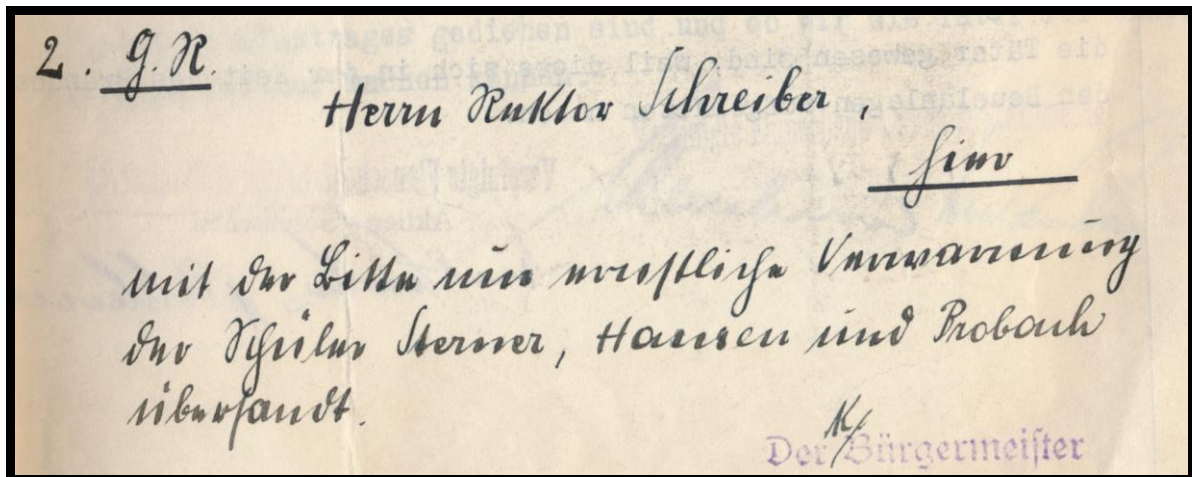 2. G. R.
Herrn Rektor Schreiber,
hier
mit der Bitte um ernstliche Verwarnung
der Schüler Sterner, Hansen und Probach
übersandt.
K/
Der Bürgermeister